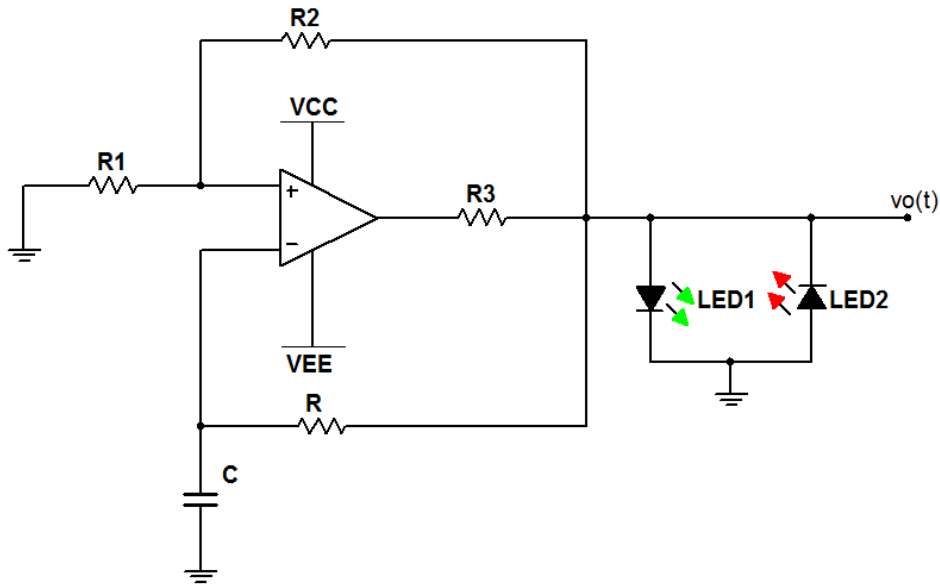 R2
VCC
R1
+
R3
vo(t)
−
LED1
LED2
VEE
R
C